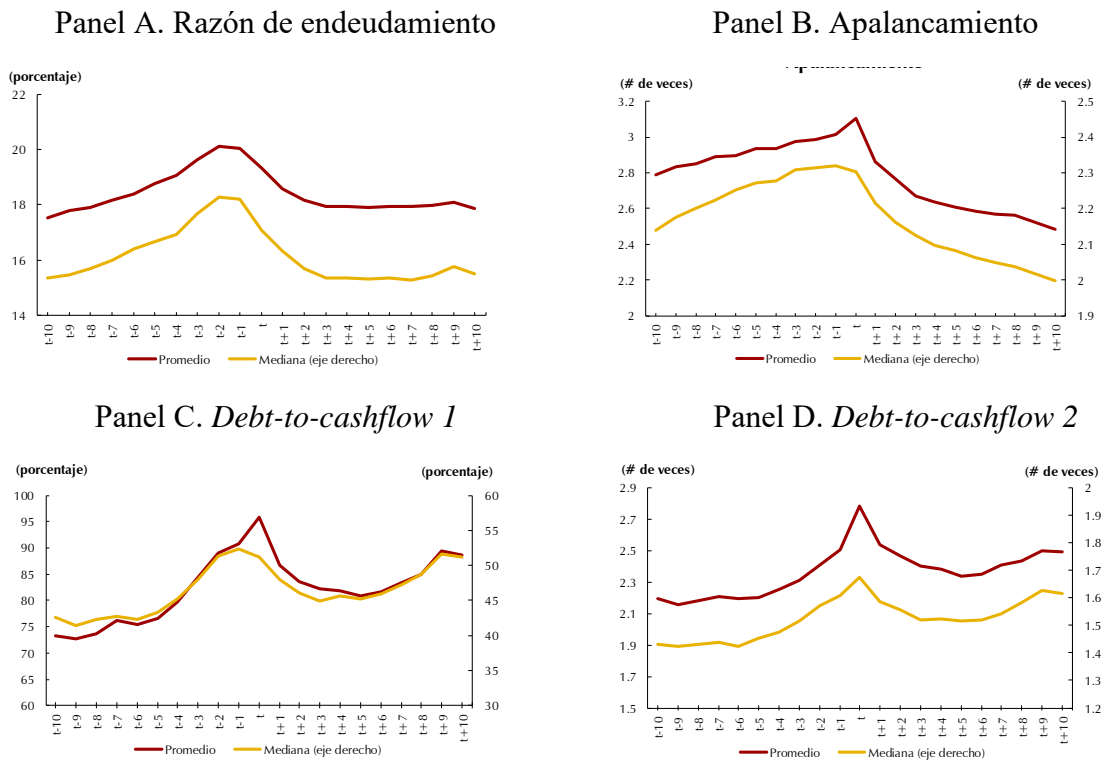 Panel A. Razón de endeudamiento
(porcentaje)
22
20
18
16
14
t-10
t-9
t-8
t-7
t-6
t-5
t-4
t-3
t-2
t-1
t
t+1
t+2
t+3
t+4
t+5
t+6
t+7
t+8
t+9
t+10
Promedio
Mediana (eje derecho)
Panel B. Apalancamiento
(# de veces)
(# de veces)
3.2
3
2.8
2.6
2.4
2.2
2
2.5
2.4
2.3
2.2
2.1
2
1.9
t-10
t-9
t-8
t-7
t-6
t-5
t-4
t-3
t-2
t-1
t
t+1
t+2
t+3
t+4
t+5
t+6
t+7
t+8
t+9
t+10
Promedio
Mediana (eje derecho)
Panel C. Debt-to-cashflow 1
(porcentaje)
(porcentaje)
100
95
90
85
80
75
70
65
60
60
55
50
45
40
35
30
t-10
t-9
t-8
t-7
t-6
t-5
t-4
t-3
t-2
t-1
t
t+1
t+2
t+3
t+4
t+5
t+6
t+7
t+8
t+9
t+10
Promedio
Mediana (eje derecho)
Panel D. Debt-to-cashflow 2
(# de veces)
(# de veces)
2.9
2.7
2.5
2.3
2.1
1.9
1.7
1.5
2
1.9
1.8
1.7
1.6
1.5
1.4
1.3
1.2
t-10
t-9
t-8
t-7
t-6
t-5
t-4
t-3
t-2
t-1
t
t+1
t+2
t+3
t+4
t+5
t+6
t+7
t+8
t+9
t+10
Promedio
Mediana (eje derecho)